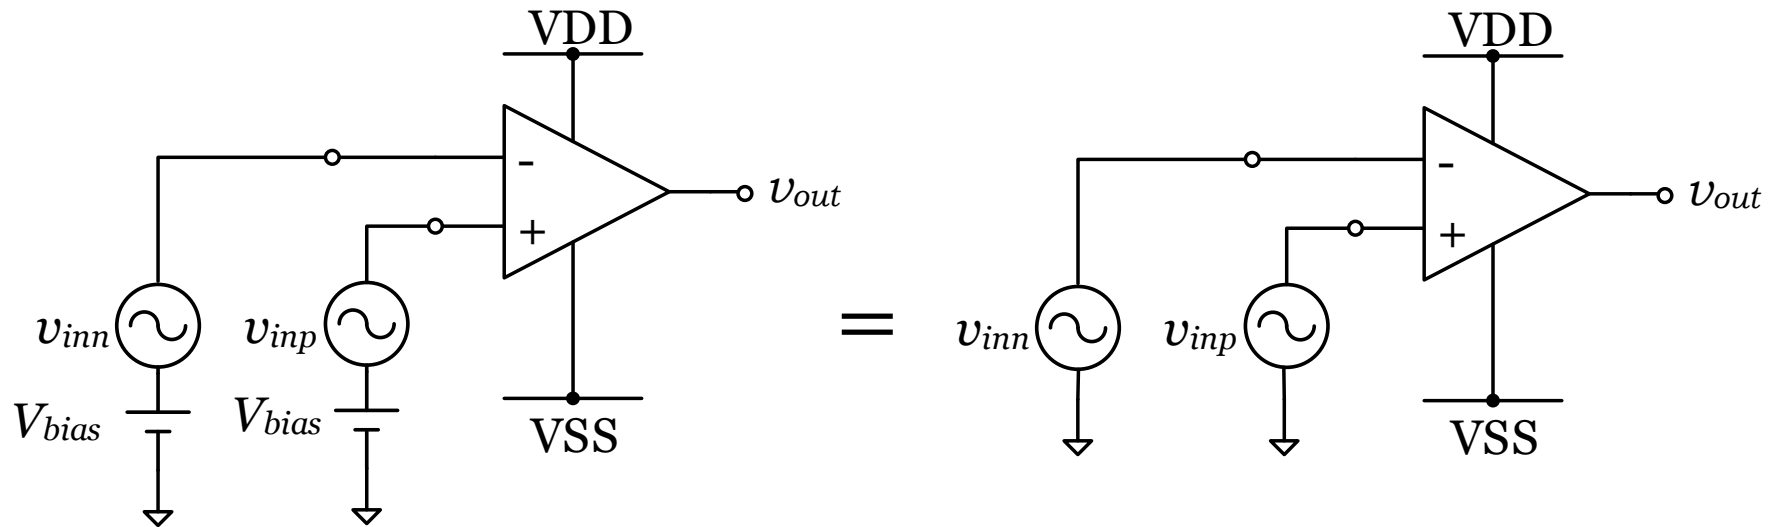 VDD
-
v_out
+
v_inn
v_inp
V_bias
V_bias
VSS
=
VDD
-
v_out
+
v_inn
v_inp
VSS